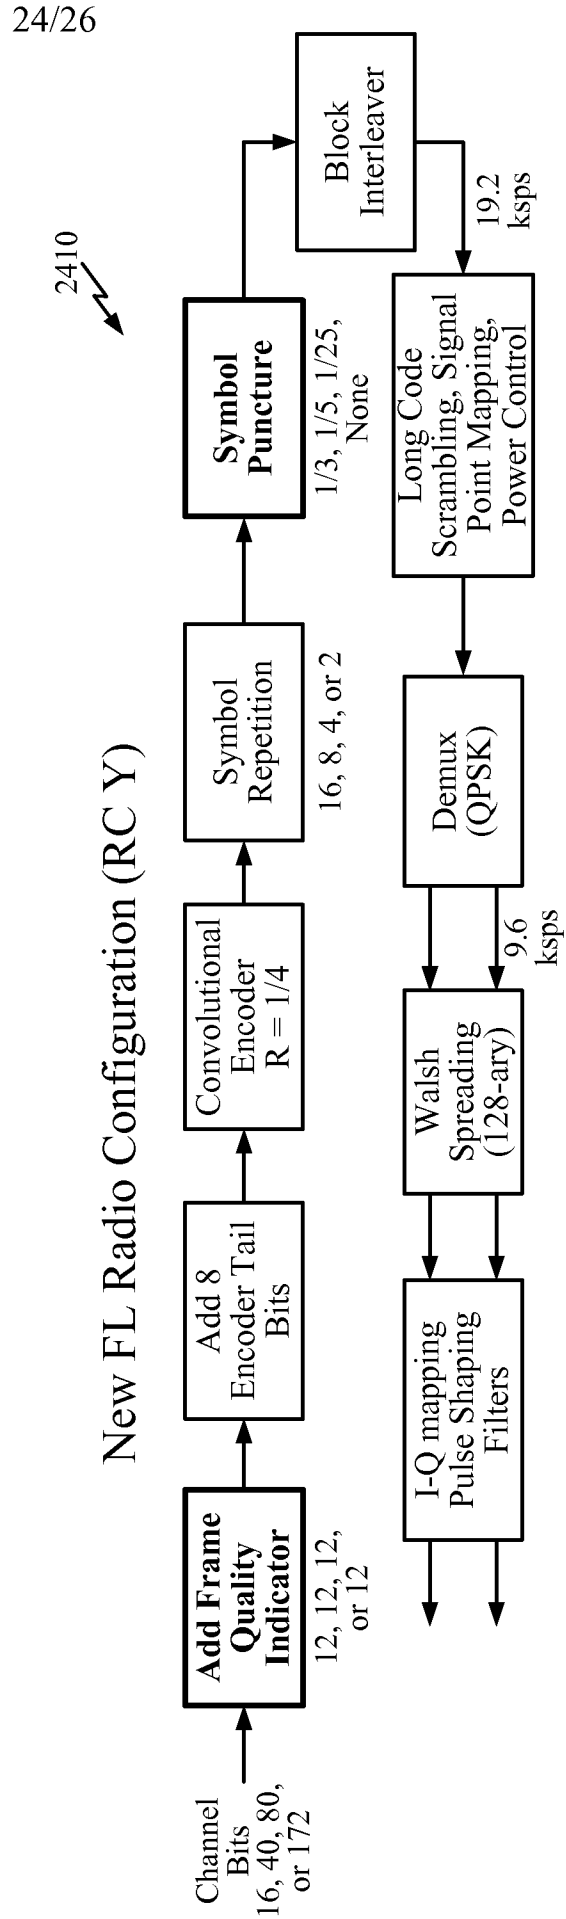 24/26
New FL Radio Configuration (RC Y)
2410
Channel
Bits
16, 40, 80,
or 172
Add Frame
Quality
Indicator
12, 12, 12,
or 12
Add 8
Encoder Tail
Bits
Convolutional
Encoder
R = 1/4
Symbol
Repetition
16, 8, 4, or 2
Symbol
Puncture
1/3, 1/5, 1/25,
None
Block
Interleaver
19.2
ksps
Long Code
Scrambling, Signal
Point Mapping,
Power Control
Demux
(QPSK)
9.6
ksps
Walsh
Spreading
(128-ary)
I-Q mapping
Pulse Shaping
Filters